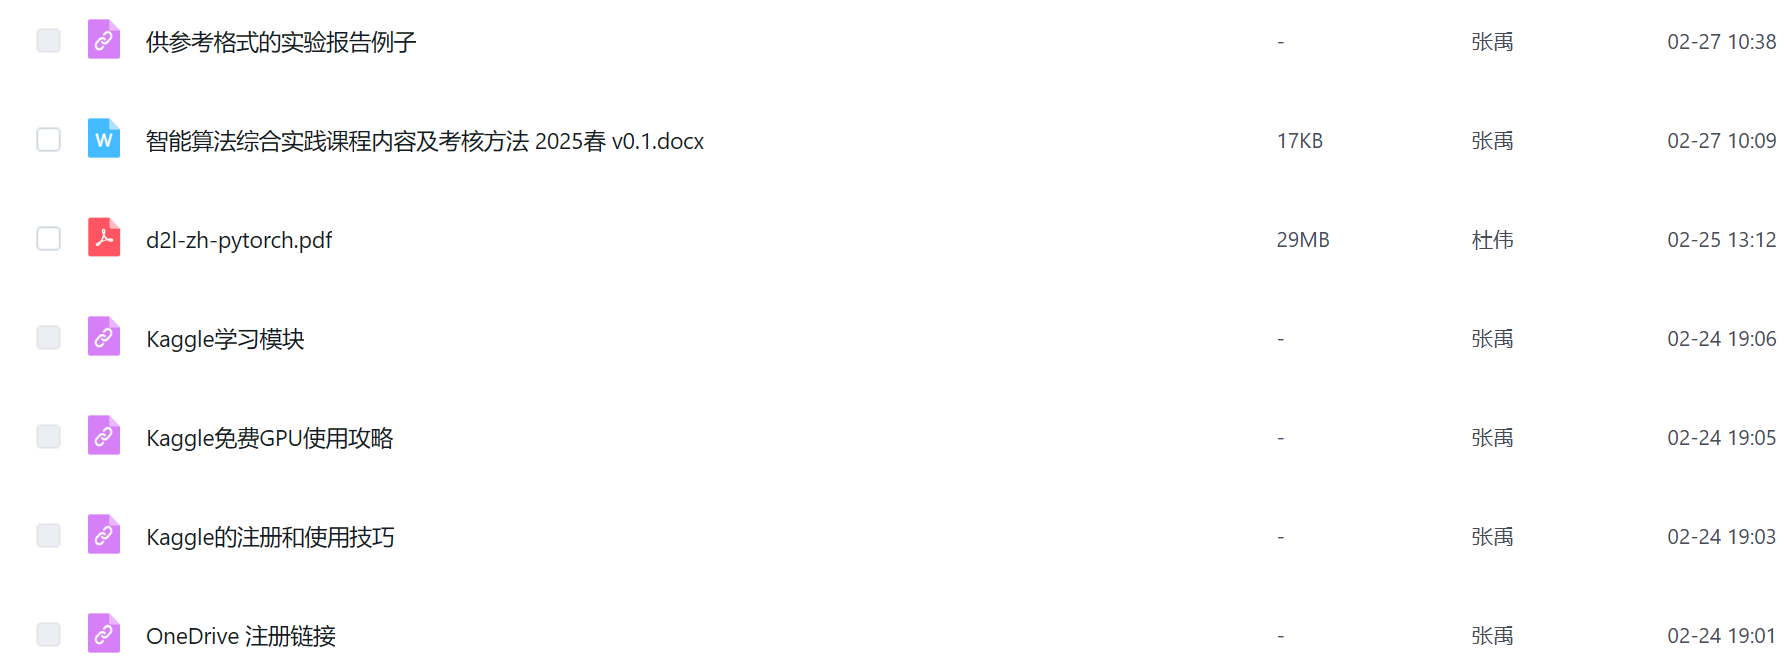 供参考格式的实验报告例子 - 张禹 02-27 10:38
W 智能算法综合实践课程内容及考核方法 2025春 v0.1.docx 17KB 张禹 02-27 10:09
d2l-zh-pytorch.pdf 29MB 杜伟 02-25 13:12
Kaggle学习模块 - 张禹 02-24 19:06
Kaggle免费GPU使用攻略 - 张禹 02-24 19:05
Kaggle的注册和使用技巧 - 张禹 02-24 19:03
OneDrive 注册链接 - 张禹 02-24 19:01